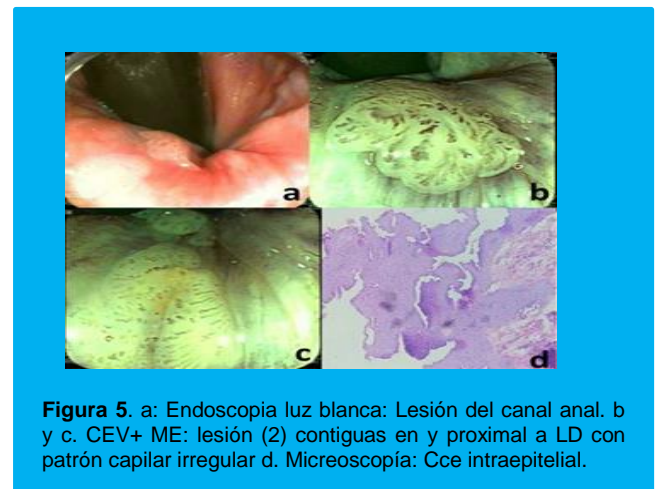 a
b
c
d
Figura 5. a: Endoscopia luz blanca: Lesión del canal anal. b
y c. CEV+ ME: lesión (2) contiguas en y proximal a LD con
patrón capilar irregular d. Micreoscopía: Cce intraepitelial.